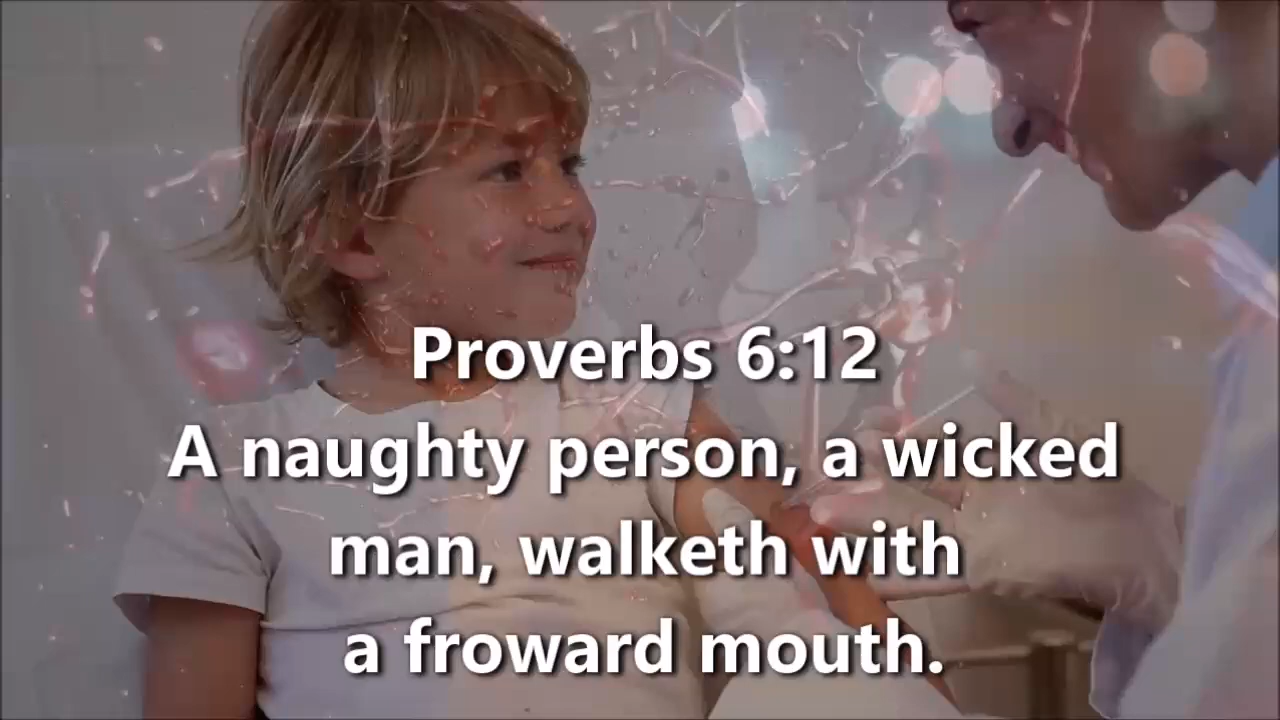 Proverbs 6:12
A naughty person, a wicked
man, walketh with
a froward mouth.